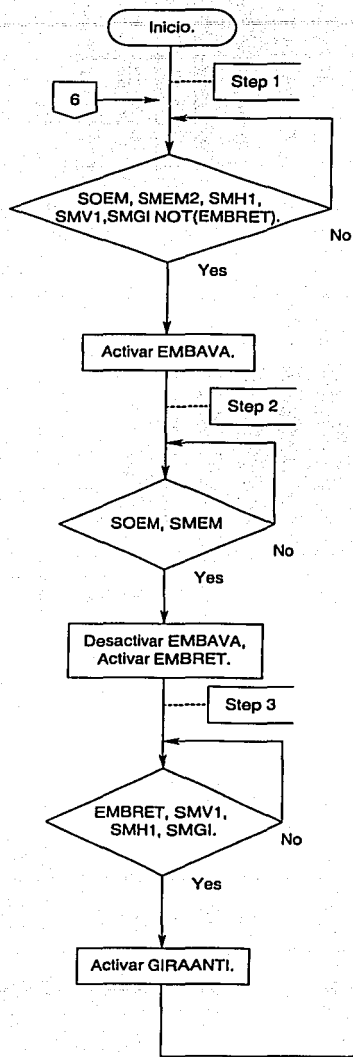 Inicio.
Step 1
6
SOEM, SMEM2, SMH1,
SMV1,SMGI NOT(EMBRET).
No
Yes
Activar EMBAVA.
Step 2
SOEM, SMEM
No
Yes
Desactivar EMBAVA,
Activar EMBRET.
Step 3
EMBRET, SMV1,
SMH1, SMGI.
No
Yes
Activar GIRAANTI.